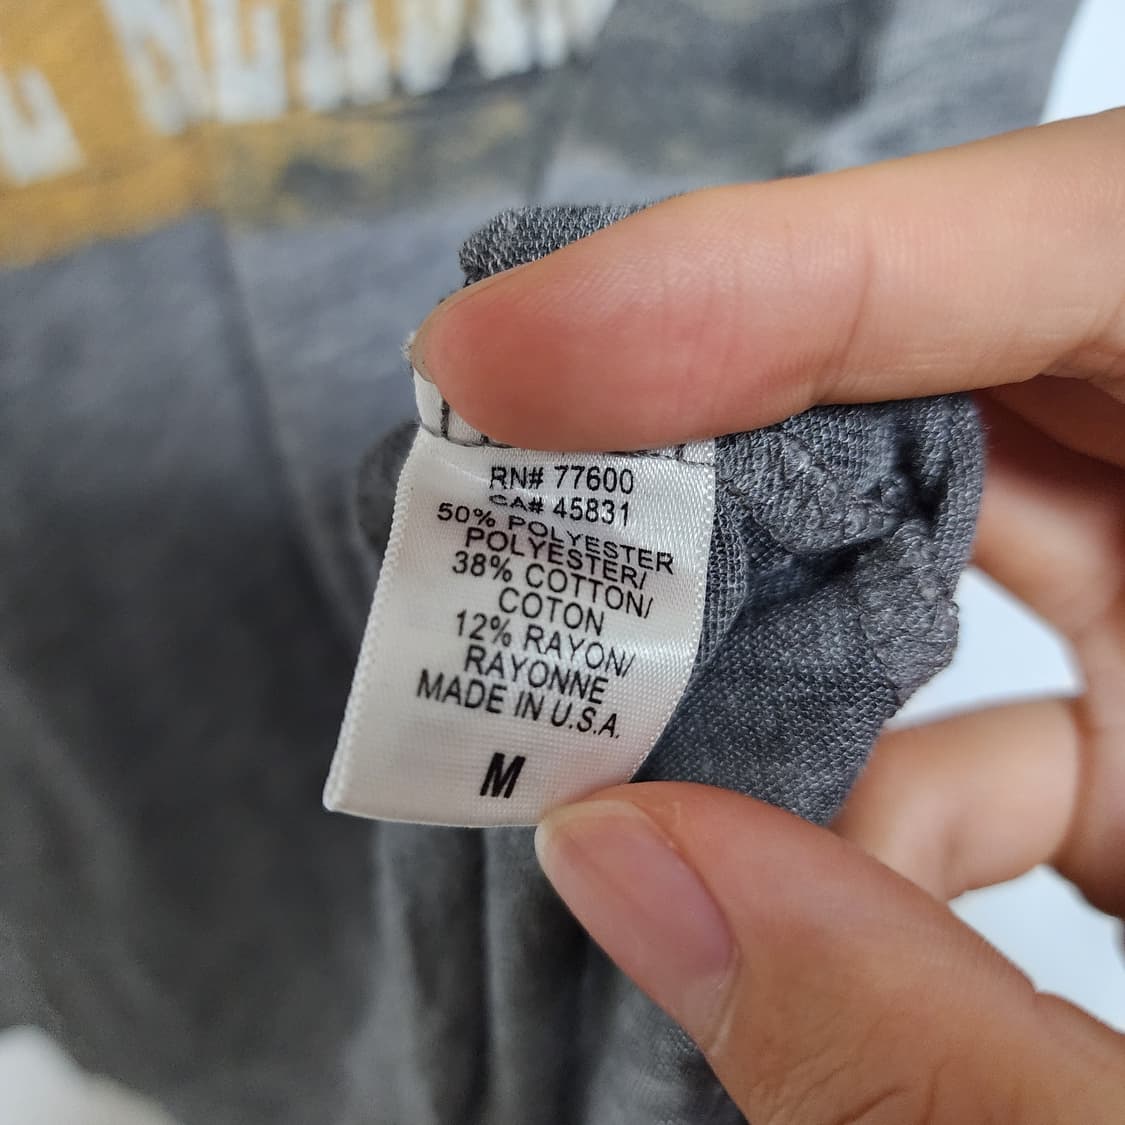 RN# 77600
CA# 45831
50% POLYESTER
POLYESTER/
38% COTTON/
COTON
12% RAYON/
RAYONNE
MADE IN U.S.A.
M